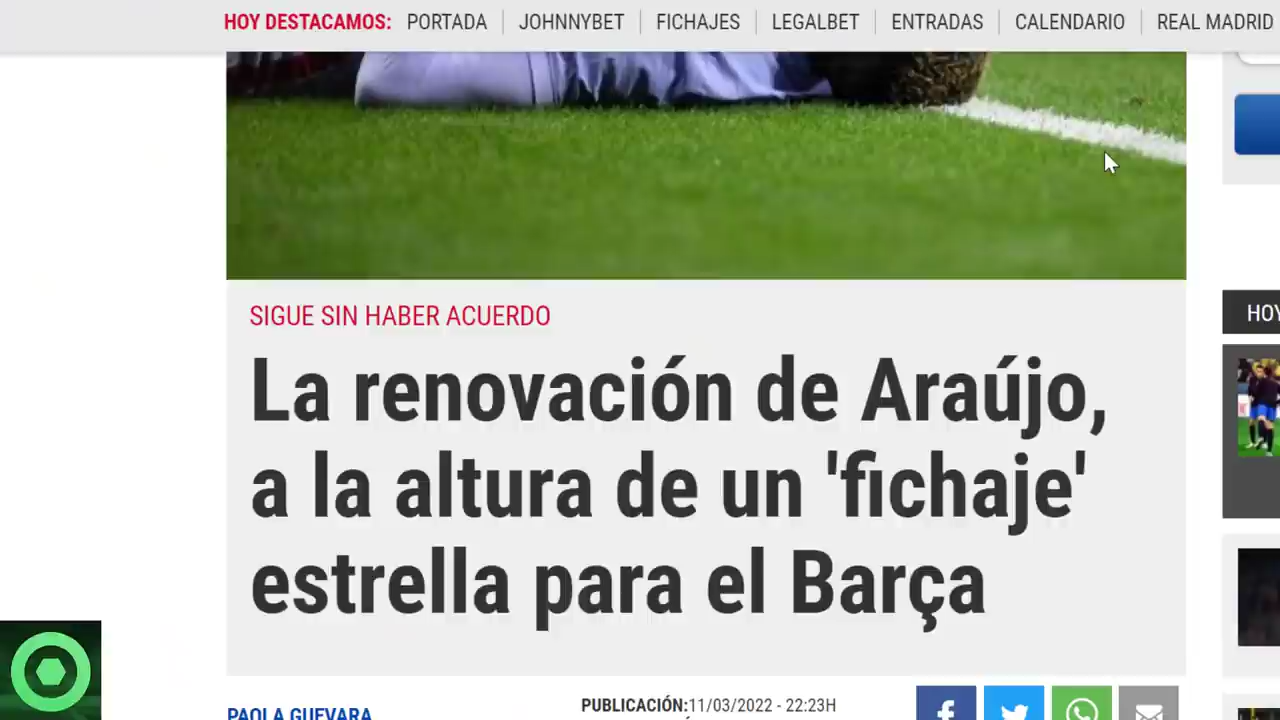 HOY DESTACAMOS: PORTADA JOHNNYBET FICHAJES LEGALBET ENTRADAS CALENDARIO REAL MADRID
SIGUE SIN HABER ACUERDO
La renovación de Araújo,
a la altura de un 'fichaje'
estrella para el Barça
HOY
PAOLA GUEVARA
PUBLICACIÓN:11/03/2022 - 22:23H